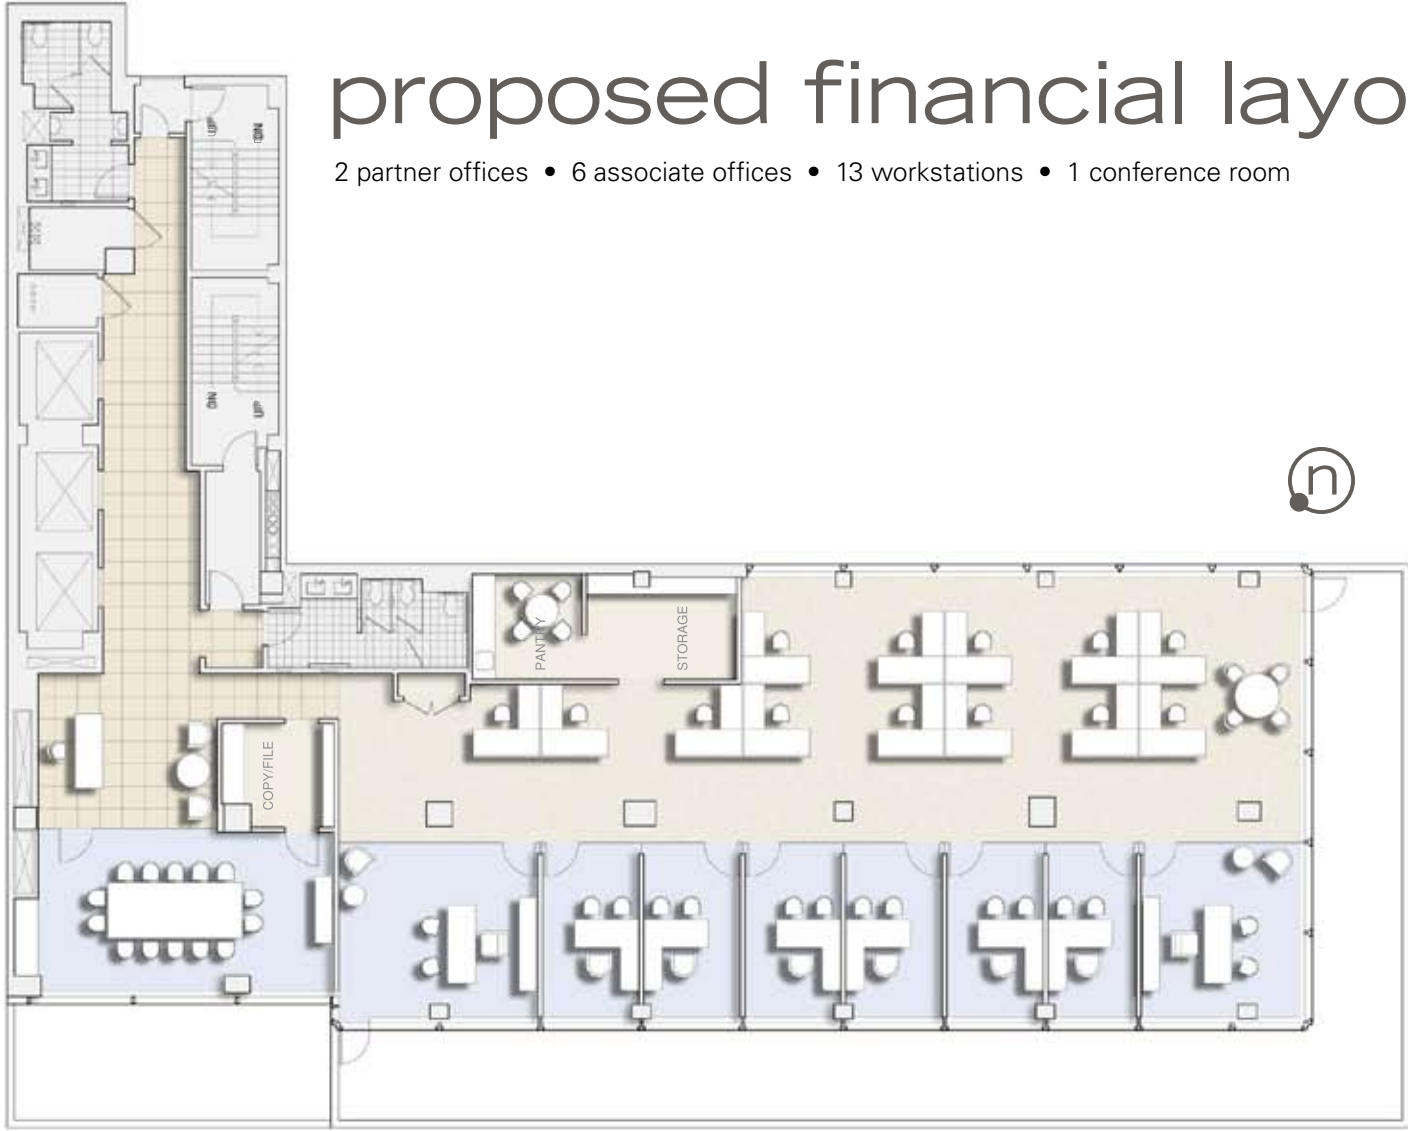 proposed financial layo
2 partner offices • 6 associate offices • 13 workstations • 1 conference room
UP
DN
DN
UP
n
PANTRY
STORAGE
COPY/FILE